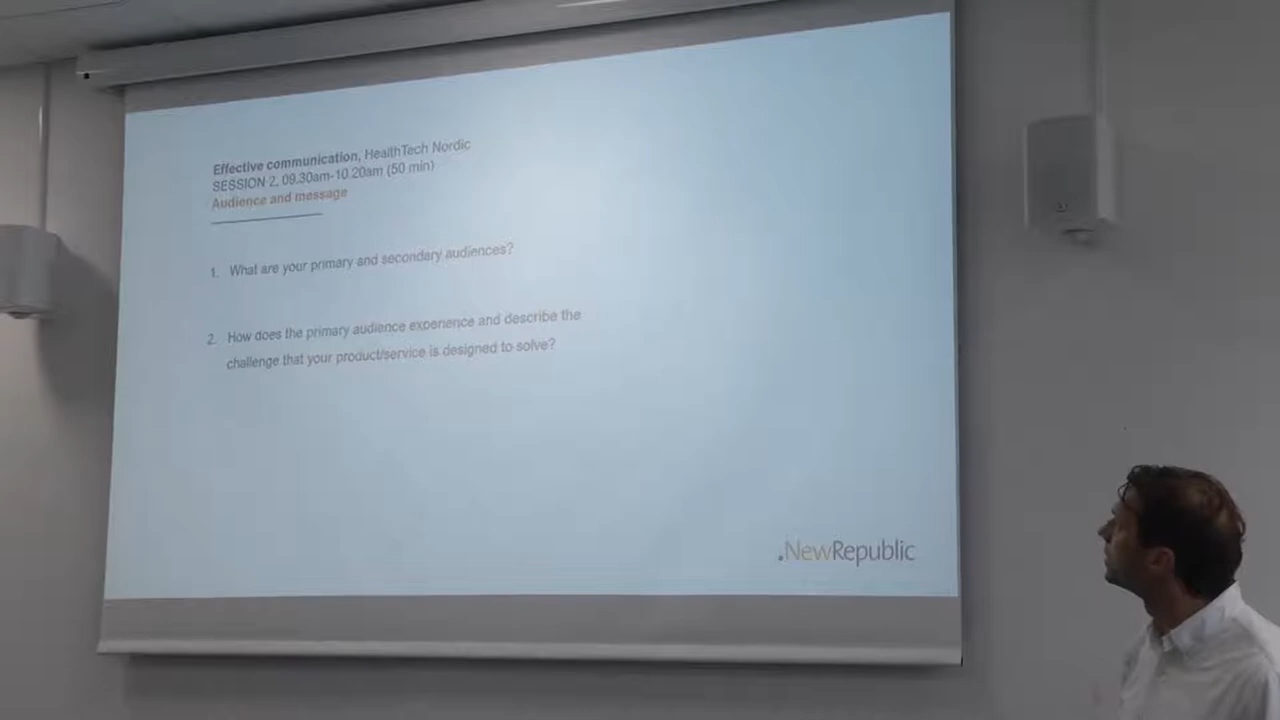 Effective communication, HealthTech Nordic
SESSION 2, 09.30am-10.20am (50 min)
Audience and message
1. What are your primary and secondary audiences?
2. How does the primary audience experience and describe the
challenge that your product/service is designed to solve?
.NewRepublic